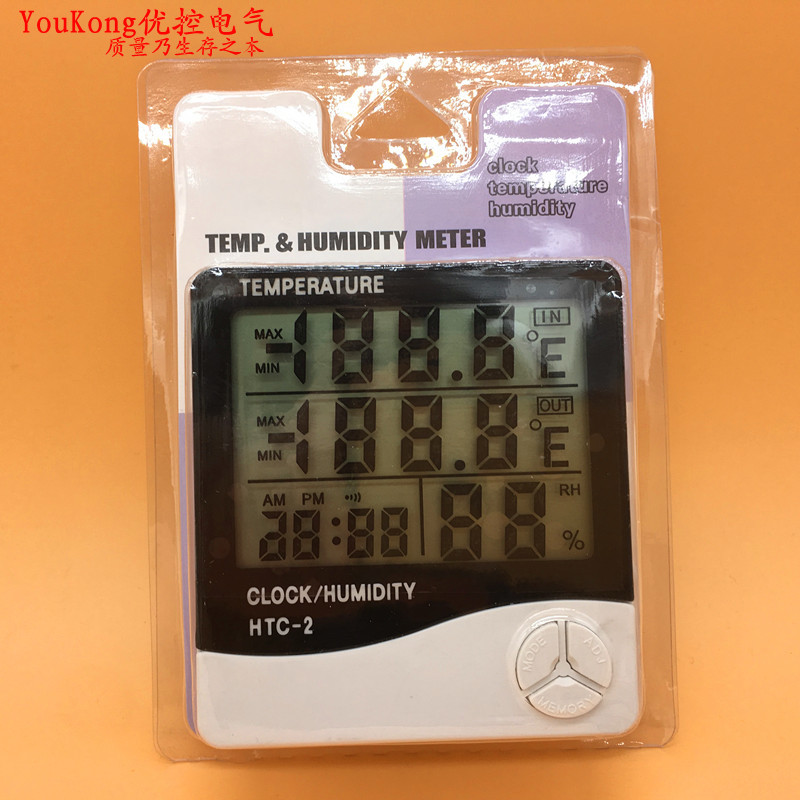 YouKong优控电气
质量乃生存之本
clock
temperature
humidity
TEMP. & HUMIDITY METER
TEMPERATURE
MAX
MIN
-188.8
°E
IN
MAX
MIN
-188.8
°E
OUT
AM PM
28:88
88
RH
%
CLOCK/HUMIDITY
HTC-2
MODE
ADJ
MEMORY